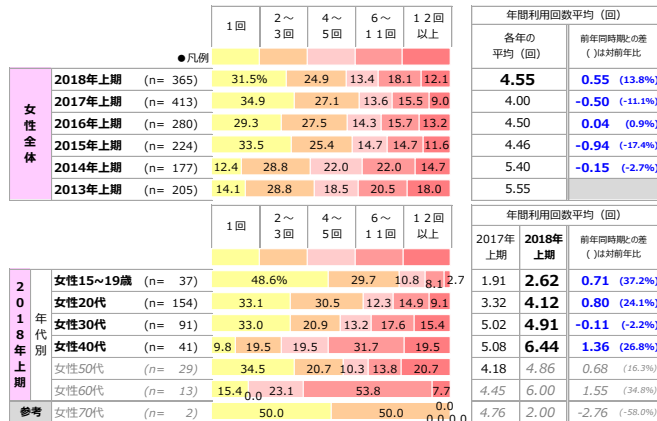 年間利用回数平均（回）
1回 2～3回 4～5回 6～11回 12回以上
各年の平均（回） 前年同時期との差 ( )は対前年比
●凡例
女性全体
2018年上期 (n= 365) 31.5% 24.9 13.4 18.1 12.1 4.55 0.55 (13.8%)
2017年上期 (n= 413) 34.9 27.1 13.6 15.5 9.0 4.00 -0.50 (-11.1%)
2016年上期 (n= 280) 29.3 27.5 14.3 15.7 13.2 4.50 0.04 (0.9%)
2015年上期 (n= 224) 33.5 25.4 14.7 14.7 11.6 4.46 -0.94 (-17.4%)
2014年上期 (n= 177) 12.4 28.8 22.0 22.0 14.7 5.40 -0.15 (-2.7%)
2013年上期 (n= 205) 14.1 28.8 18.5 20.5 18.0 5.55
年間利用回数平均（回）
1回 2～3回 4～5回 6～11回 12回以上
2017年上期 2018年上期 前年同時期との差 ( )は対前年比
2018年上期 年代別
女性15~19歳 (n= 37) 48.6% 29.7 10.8 8.1 2.7 1.91 2.62 0.71 (37.2%)
女性20代 (n= 154) 33.1 30.5 12.3 14.9 9.1 3.32 4.12 0.80 (24.1%)
女性30代 (n= 91) 33.0 20.9 13.2 17.6 15.4 5.02 4.91 -0.11 (-2.2%)
女性40代 (n= 41) 9.8 19.5 19.5 31.7 19.5 5.08 6.44 1.36 (26.8%)
女性50代 (n= 29) 34.5 20.7 10.3 13.8 20.7 4.18 4.86 0.68 (16.3%)
女性60代 (n= 13) 15.4 0.0 23.1 53.8 7.7 4.45 6.00 1.55 (34.8%)
参考 女性70代 (n= 2) 50.0 50.0 0.0 0.0 0.0 4.76 2.00 -2.76 (-58.0%)